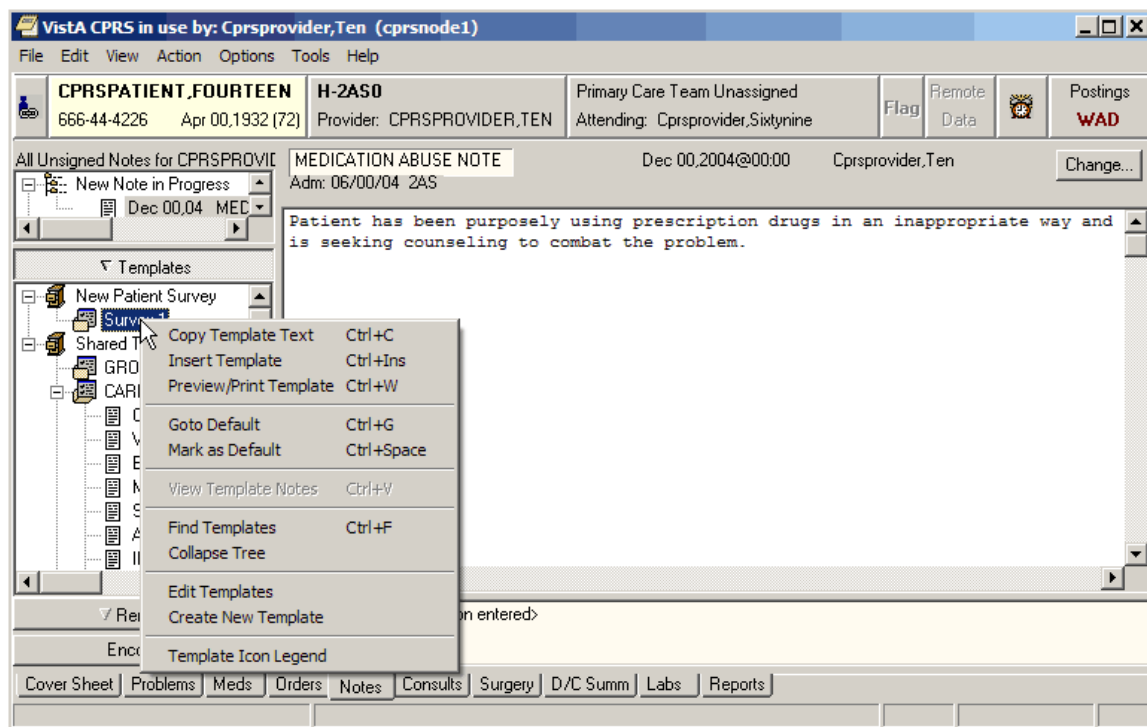 VistA CPRS in use by: Cprsprovider,Ten (cprsnode1)
File Edit View Action Options Tools Help
CPRSPATIENT,FOURTEEN H-2AS0 Primary Care Team Unassigned Flag Remote Data Postings
666-44-4226 Apr 00,1932 (72) Provider: CPRSPROVIDER,TEN Attending: Cprsprovider,Sixtynine WAD
All Unsigned Notes for CPRSPROVIE MEDICATION ABUSE NOTE Dec 00,2004@00:00 Cprsprovider,Ten Change...
New Note in Progress Adm: 06/00/04 2AS
Dec 00,04 MED
Patient has been purposely using prescription drugs in an inappropriate way and
is seeking counseling to combat the problem.
Templates
New Patient Survey
Survey 1
Shared T
GRO
CARI
Copy Template Text Ctrl+C
Insert Template Ctrl+Ins
Preview/Print Template Ctrl+W
Goto Default Ctrl+G
Mark as Default Ctrl+Space
View Template Notes Ctrl+V
Find Templates Ctrl+F
Collapse Tree
Edit Templates
Create New Template
Template Icon Legend
Rer
on entered>
Enco
Cover Sheet Problems Meds Orders Notes Consults Surgery D/C Summ Labs Reports